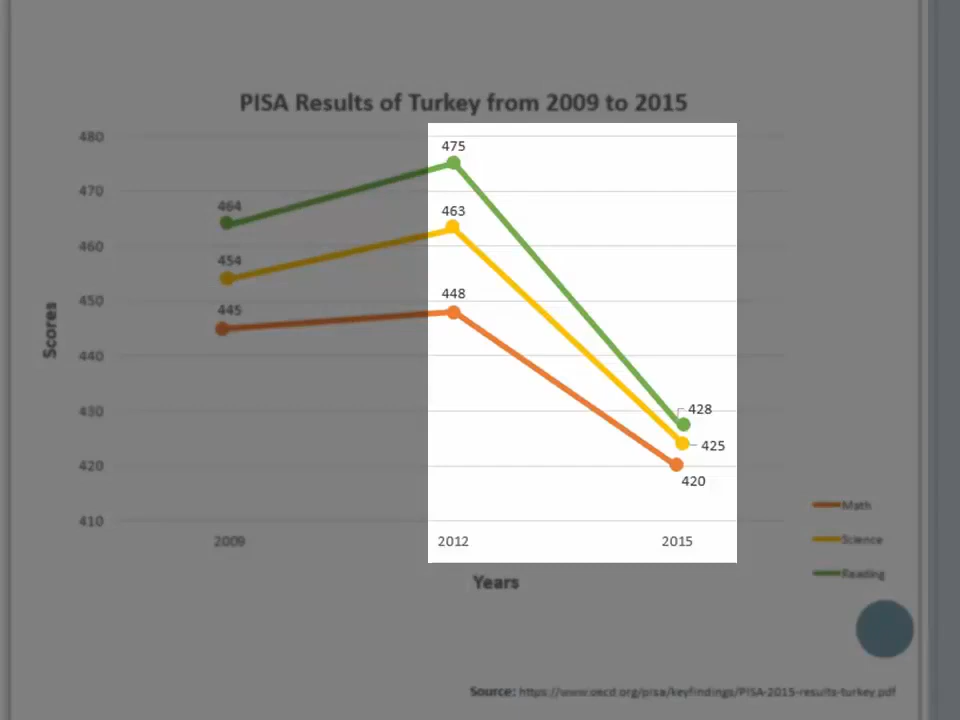 PISA Results of Turkey from 2009 to 2015
480
470
460
450
440
430
420
410
Scores
464
454
445
475
463
448
428
425
420
2009 2012 2015
Years
Math
Science
Reading
Source: https://www.oecd.org/pisa/keyfindings/PISA-2015-results-turkey.pdf